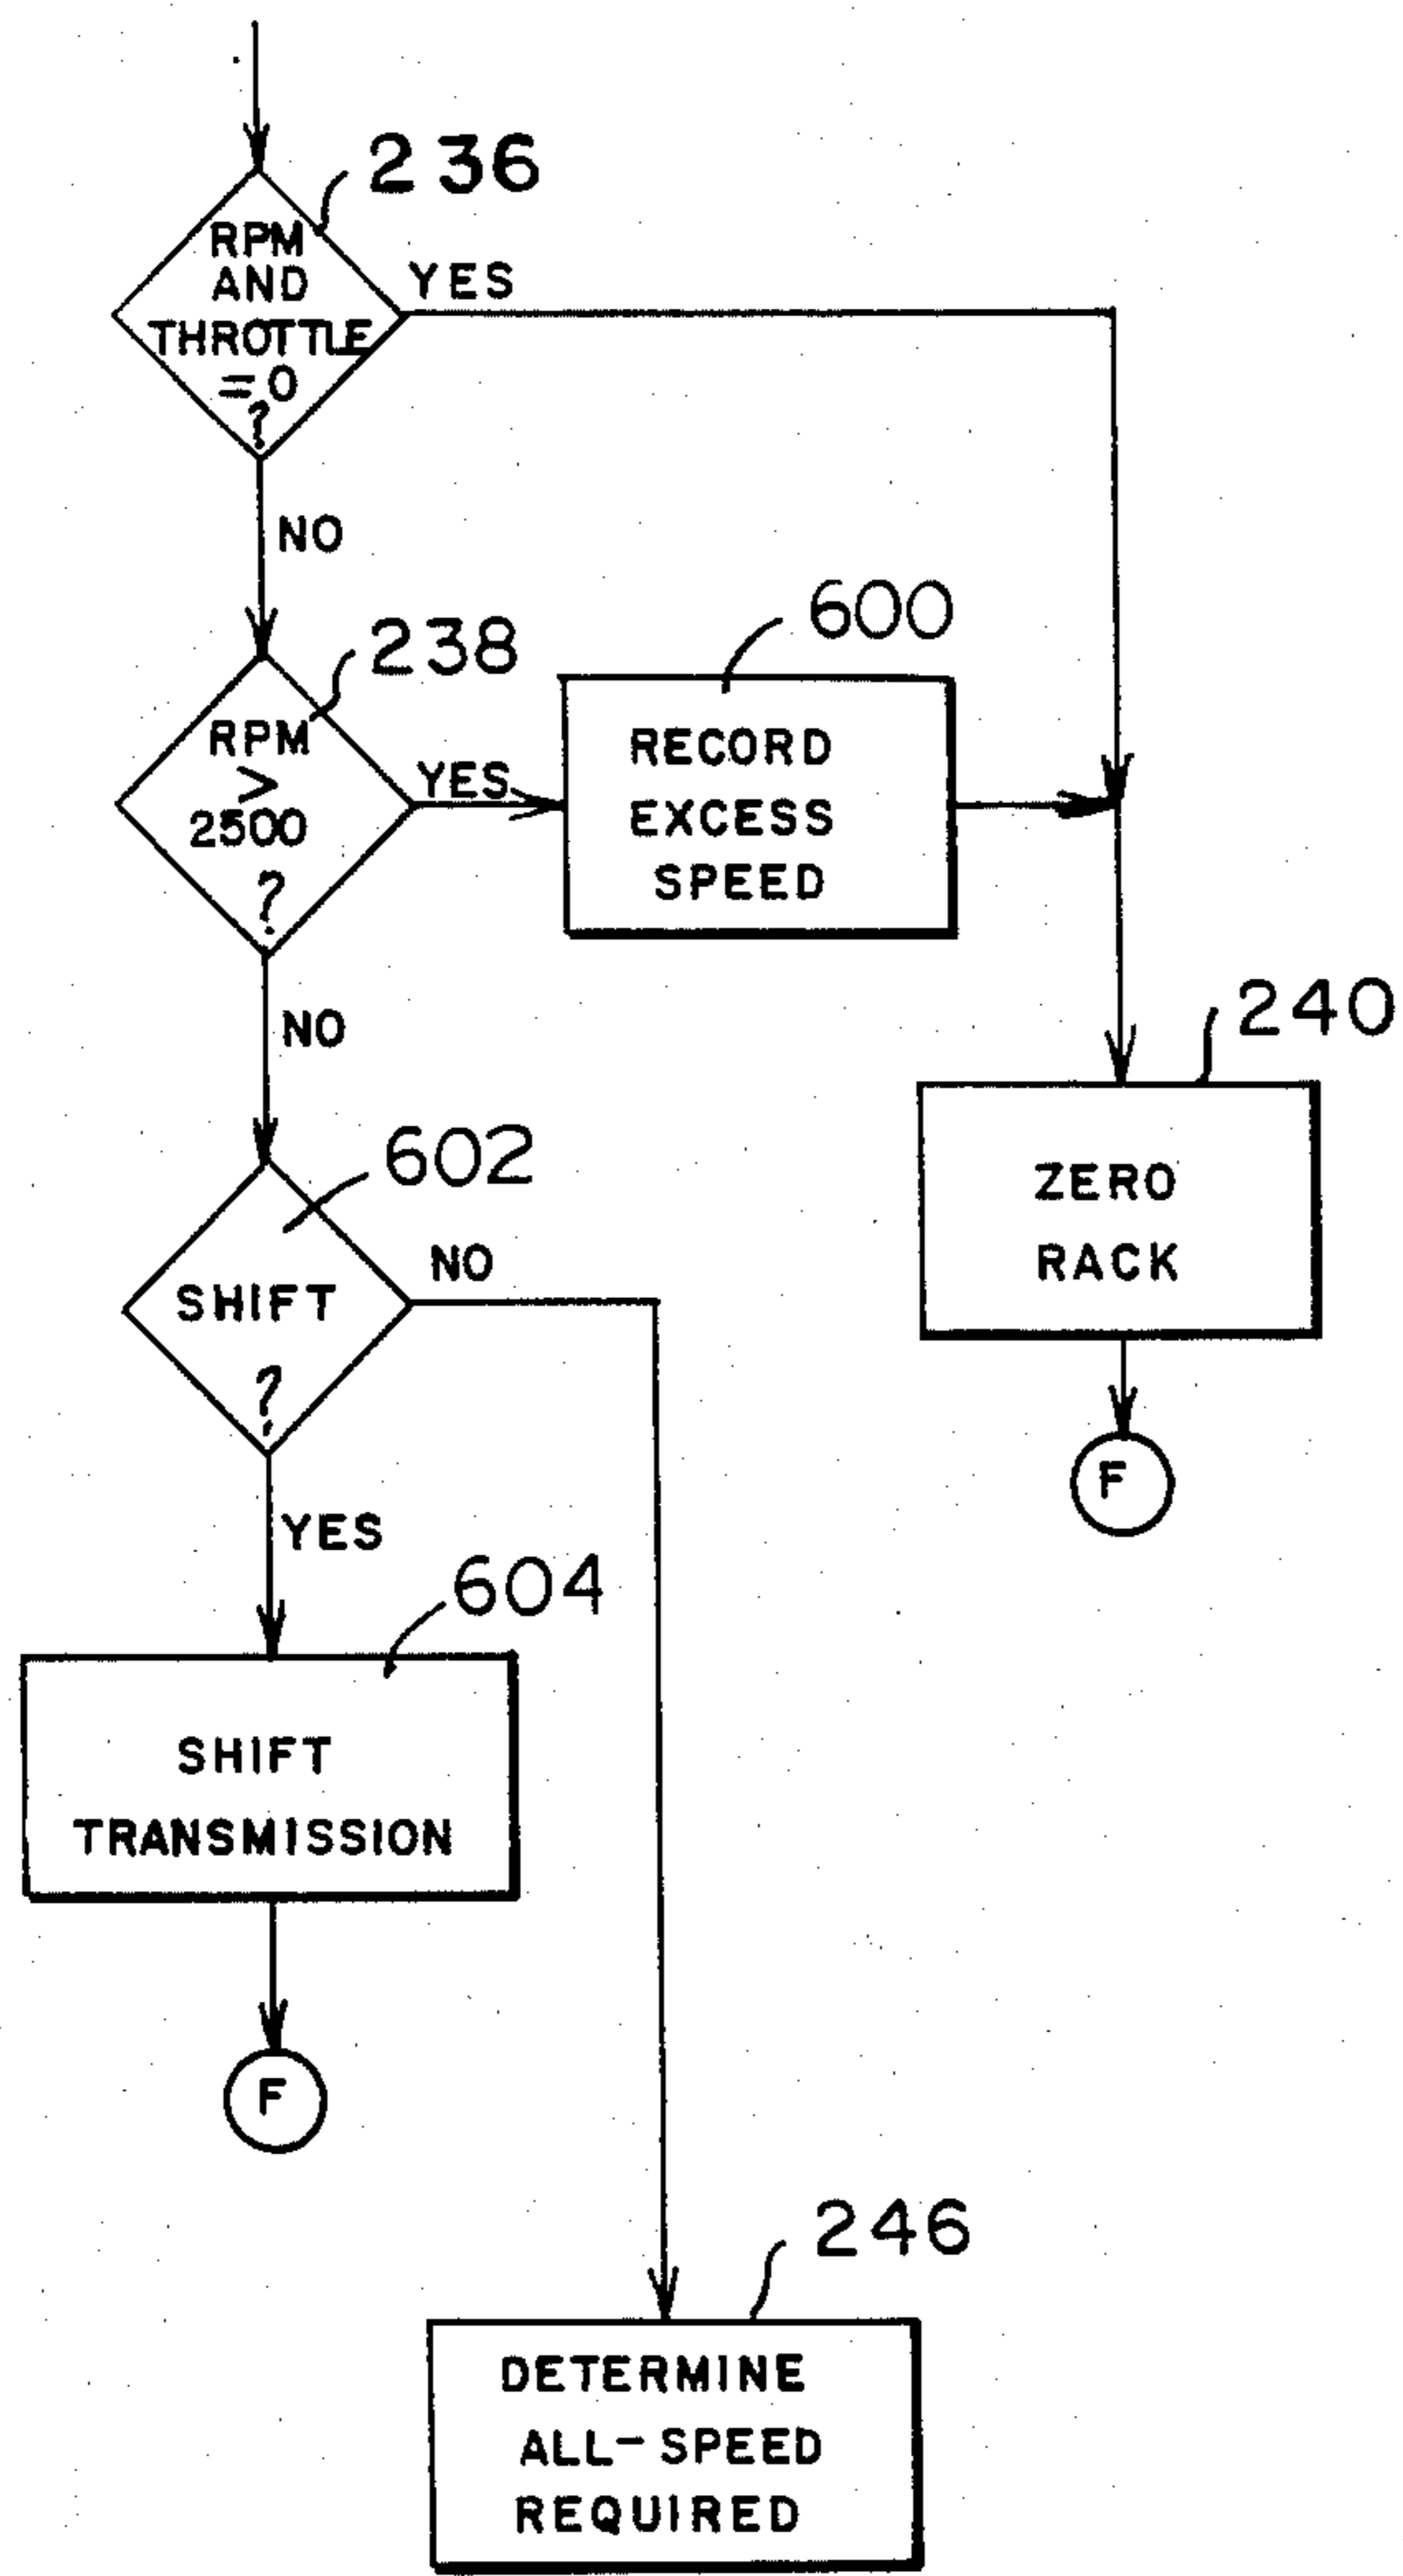 236
RPM
AND
THROTTLE
=0
?
YES
NO
238
RPM
>
2500
?
YES
600
RECORD
EXCESS
SPEED
NO
240
ZERO
RACK
F
602
SHIFT
?
NO
YES
604
SHIFT
TRANSMISSION
F
246
DETERMINE
ALL-SPEED
REQUIRED